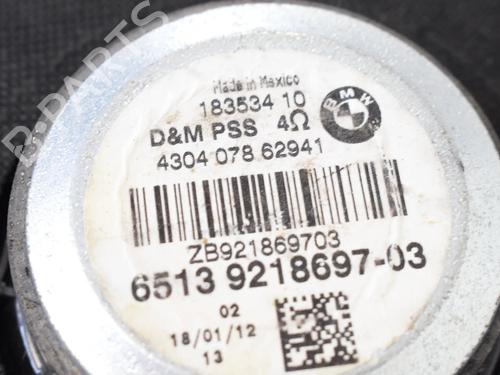 B-PARTS
Made in Mexico
183534 10
BMW
D&M PSS 4Ω
4304 078 62941
ZB921869703
6513 9218697-03
02
18/01/12
13